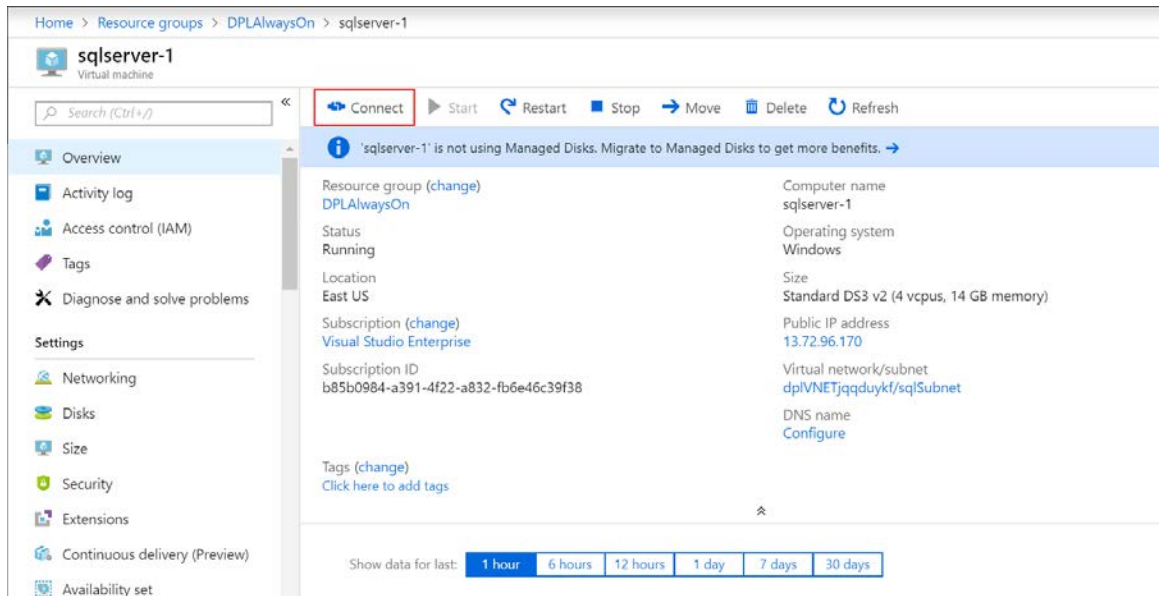 Home > Resource groups > DPLAlwaysOn > sqlserver-1
sqlserver-1
Virtual machine
Search (Ctrl+/)
«
Overview
Activity log
Access control (IAM)
Tags
Diagnose and solve problems
Settings
Networking
Disks
Size
Security
Extensions
Continuous delivery (Preview)
Availability set
Connect Start Restart Stop Move Delete Refresh
'sqlserver-1' is not using Managed Disks. Migrate to Managed Disks to get more benefits. →
Resource group (change)
DPLAlwaysOn
Status
Running
Location
East US
Subscription (change)
Visual Studio Enterprise
Subscription ID
b85b0984-a391-4f22-a832-fb6e46c39f38
Computer name
sqlserver-1
Operating system
Windows
Size
Standard DS3 v2 (4 vcpus, 14 GB memory)
Public IP address
13.72.96.170
Virtual network/subnet
dplVNETjqqduykf/sqlSubnet
DNS name
Configure
Tags (change)
Click here to add tags
Show data for last: 1 hour 6 hours 12 hours 1 day 7 days 30 days